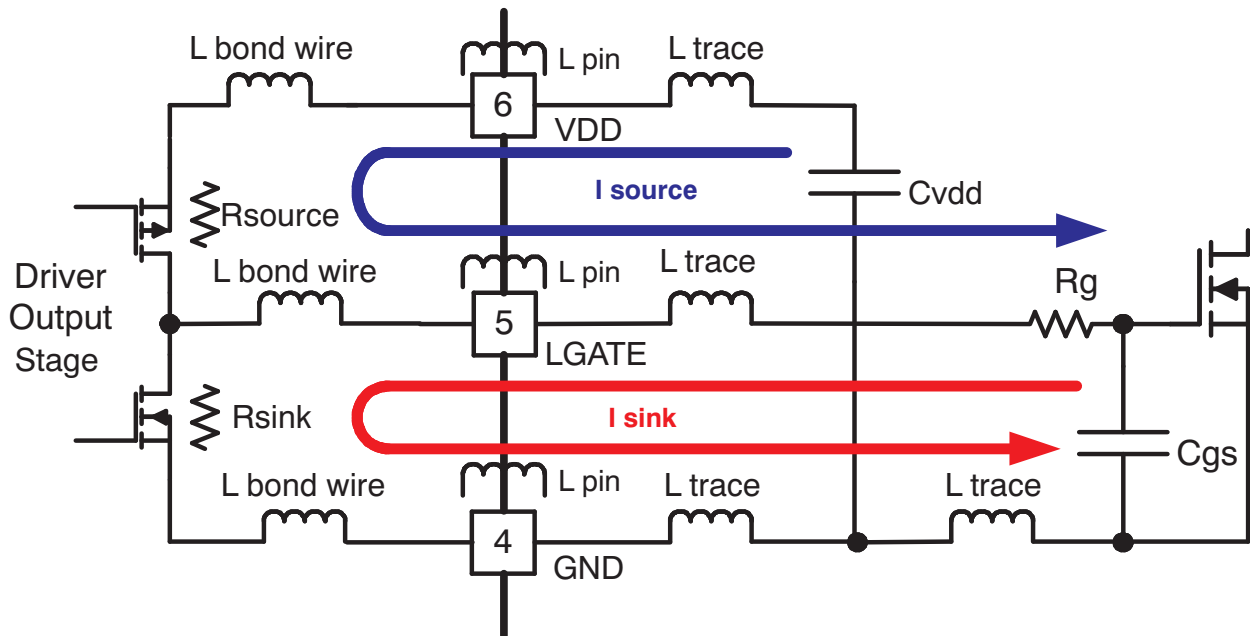 L bond wire
L pin
L trace
6
VDD
I source
Cvdd
Rsource
L bond wire
L pin
L trace
Rg
Driver
Output
Stage
5
LGATE
Rsink
I sink
Cgs
L bond wire
L pin
L trace
L trace
4
GND